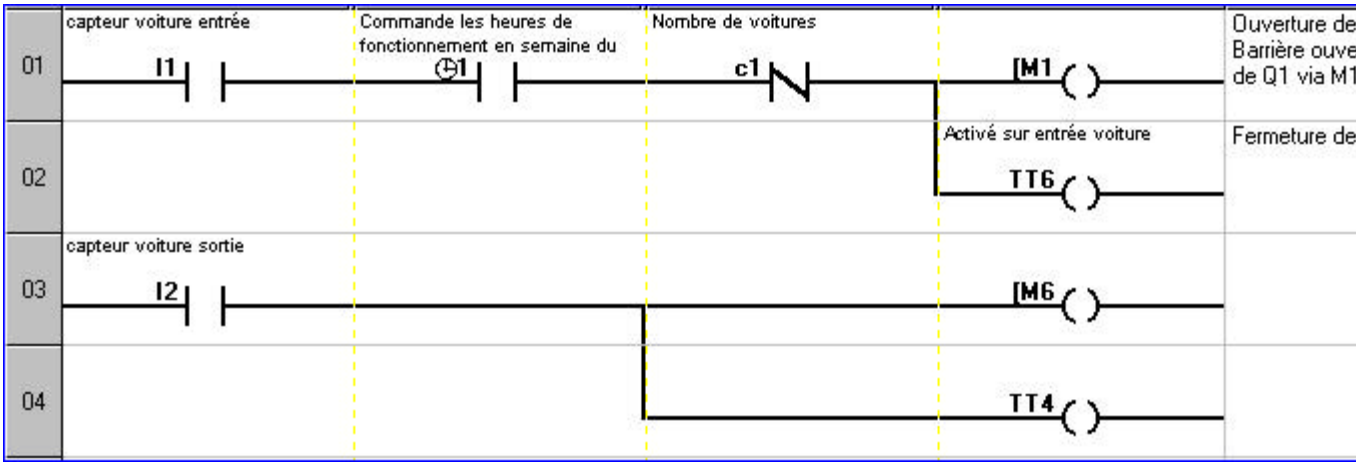 capteur voiture entrée
Commande les heures de
fonctionnement en semaine du
Nombre de voitures
Ouverture de
Barrière ouve
de Q1 via M1
01
I1
1
c1
[M1
Activé sur entrée voiture
Fermeture de
02
TT6
capteur voiture sortie
03
I2
[M6
04
TT4